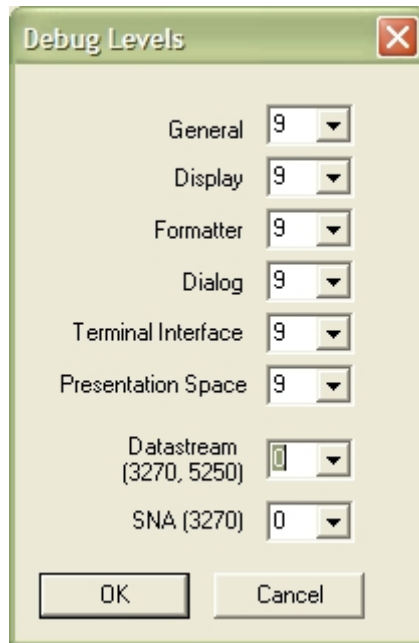 Debug Levels
General 9
Display 9
Formatter 9
Dialog 9
Terminal Interface 9
Presentation Space 9
Datastream
(3270, 5250) 0
SNA (3270) 0
OK Cancel